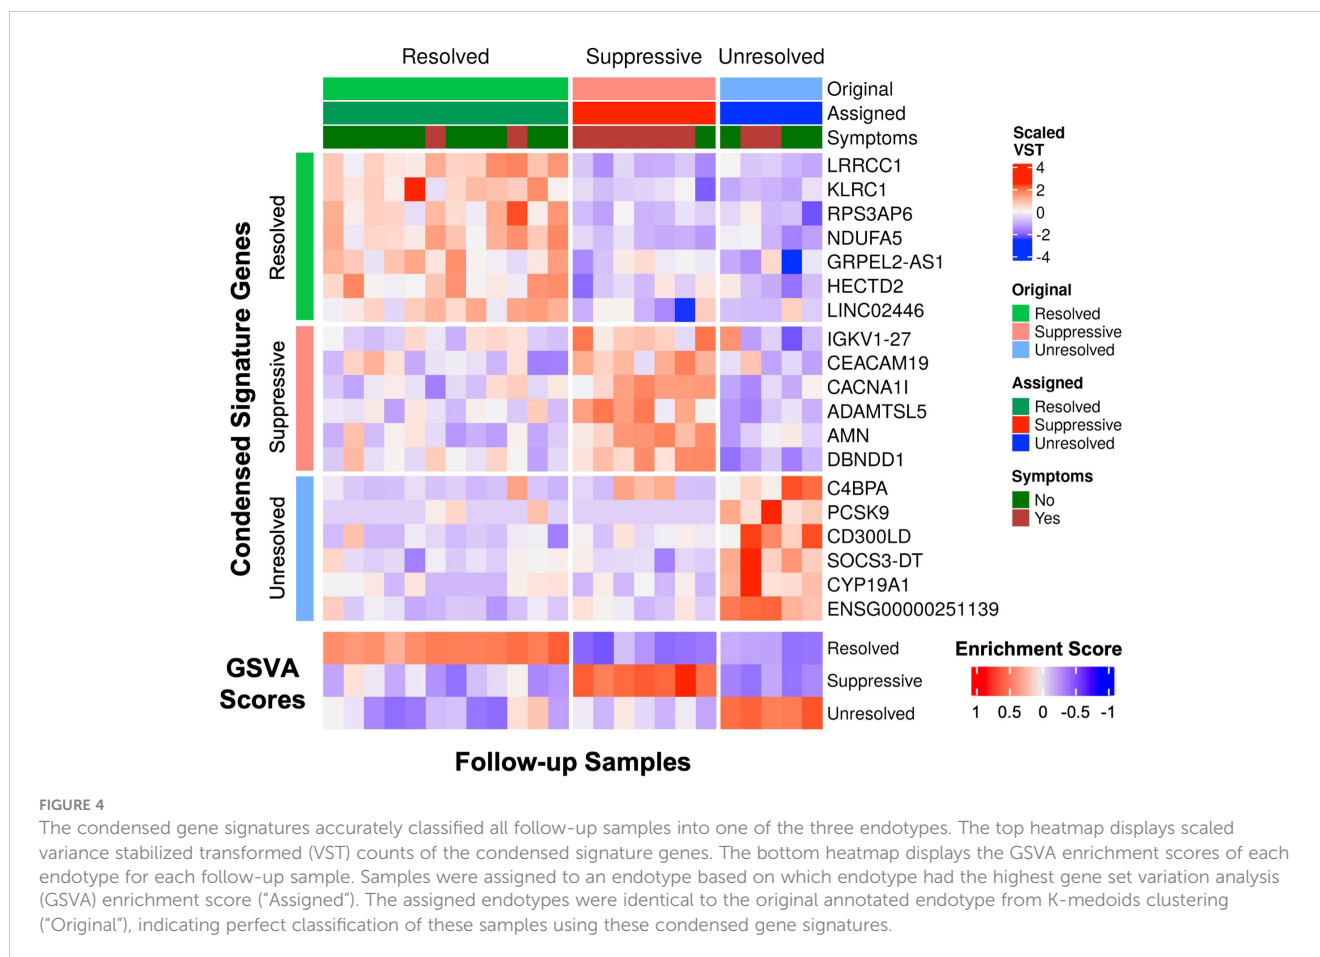 Resolved Suppressive Unresolved
Original
Assigned
Symptoms
Condensed Signature Genes
Resolved
LRRCC1
KLRC1
RPS3AP6
NDUFA5
GRPEL2-AS1
HECTD2
LINC02446
Suppressive
IGKV1-27
CEACAM19
CACNA1I
ADAMTSL5
AMN
DBNDD1
Unresolved
C4BPA
PCSK9
CD300LD
SOCS3-DT
CYP19A1
ENSG00000251139
GSVA
Scores
Resolved
Suppressive
Unresolved
Follow-up Samples
Scaled
VST
4
2
0
-2
-4
Original
Resolved
Suppressive
Unresolved
Assigned
Resolved
Suppressive
Unresolved
Symptoms
No
Yes
Enrichment Score
1 0.5 0 -0.5 -1
FIGURE 4
The condensed gene signatures accurately classified all follow-up samples into one of the three endotypes. The top heatmap displays scaled
variance stabilized transformed (VST) counts of the condensed signature genes. The bottom heatmap displays the GSVA enrichment scores of each
endotype for each follow-up sample. Samples were assigned to an endotype based on which endotype had the highest gene set variation analysis
(GSVA) enrichment score (“Assigned”). The assigned endotypes were identical to the original annotated endotype from K-medoids clustering
(“Original”), indicating perfect classification of these samples using these condensed gene signatures.